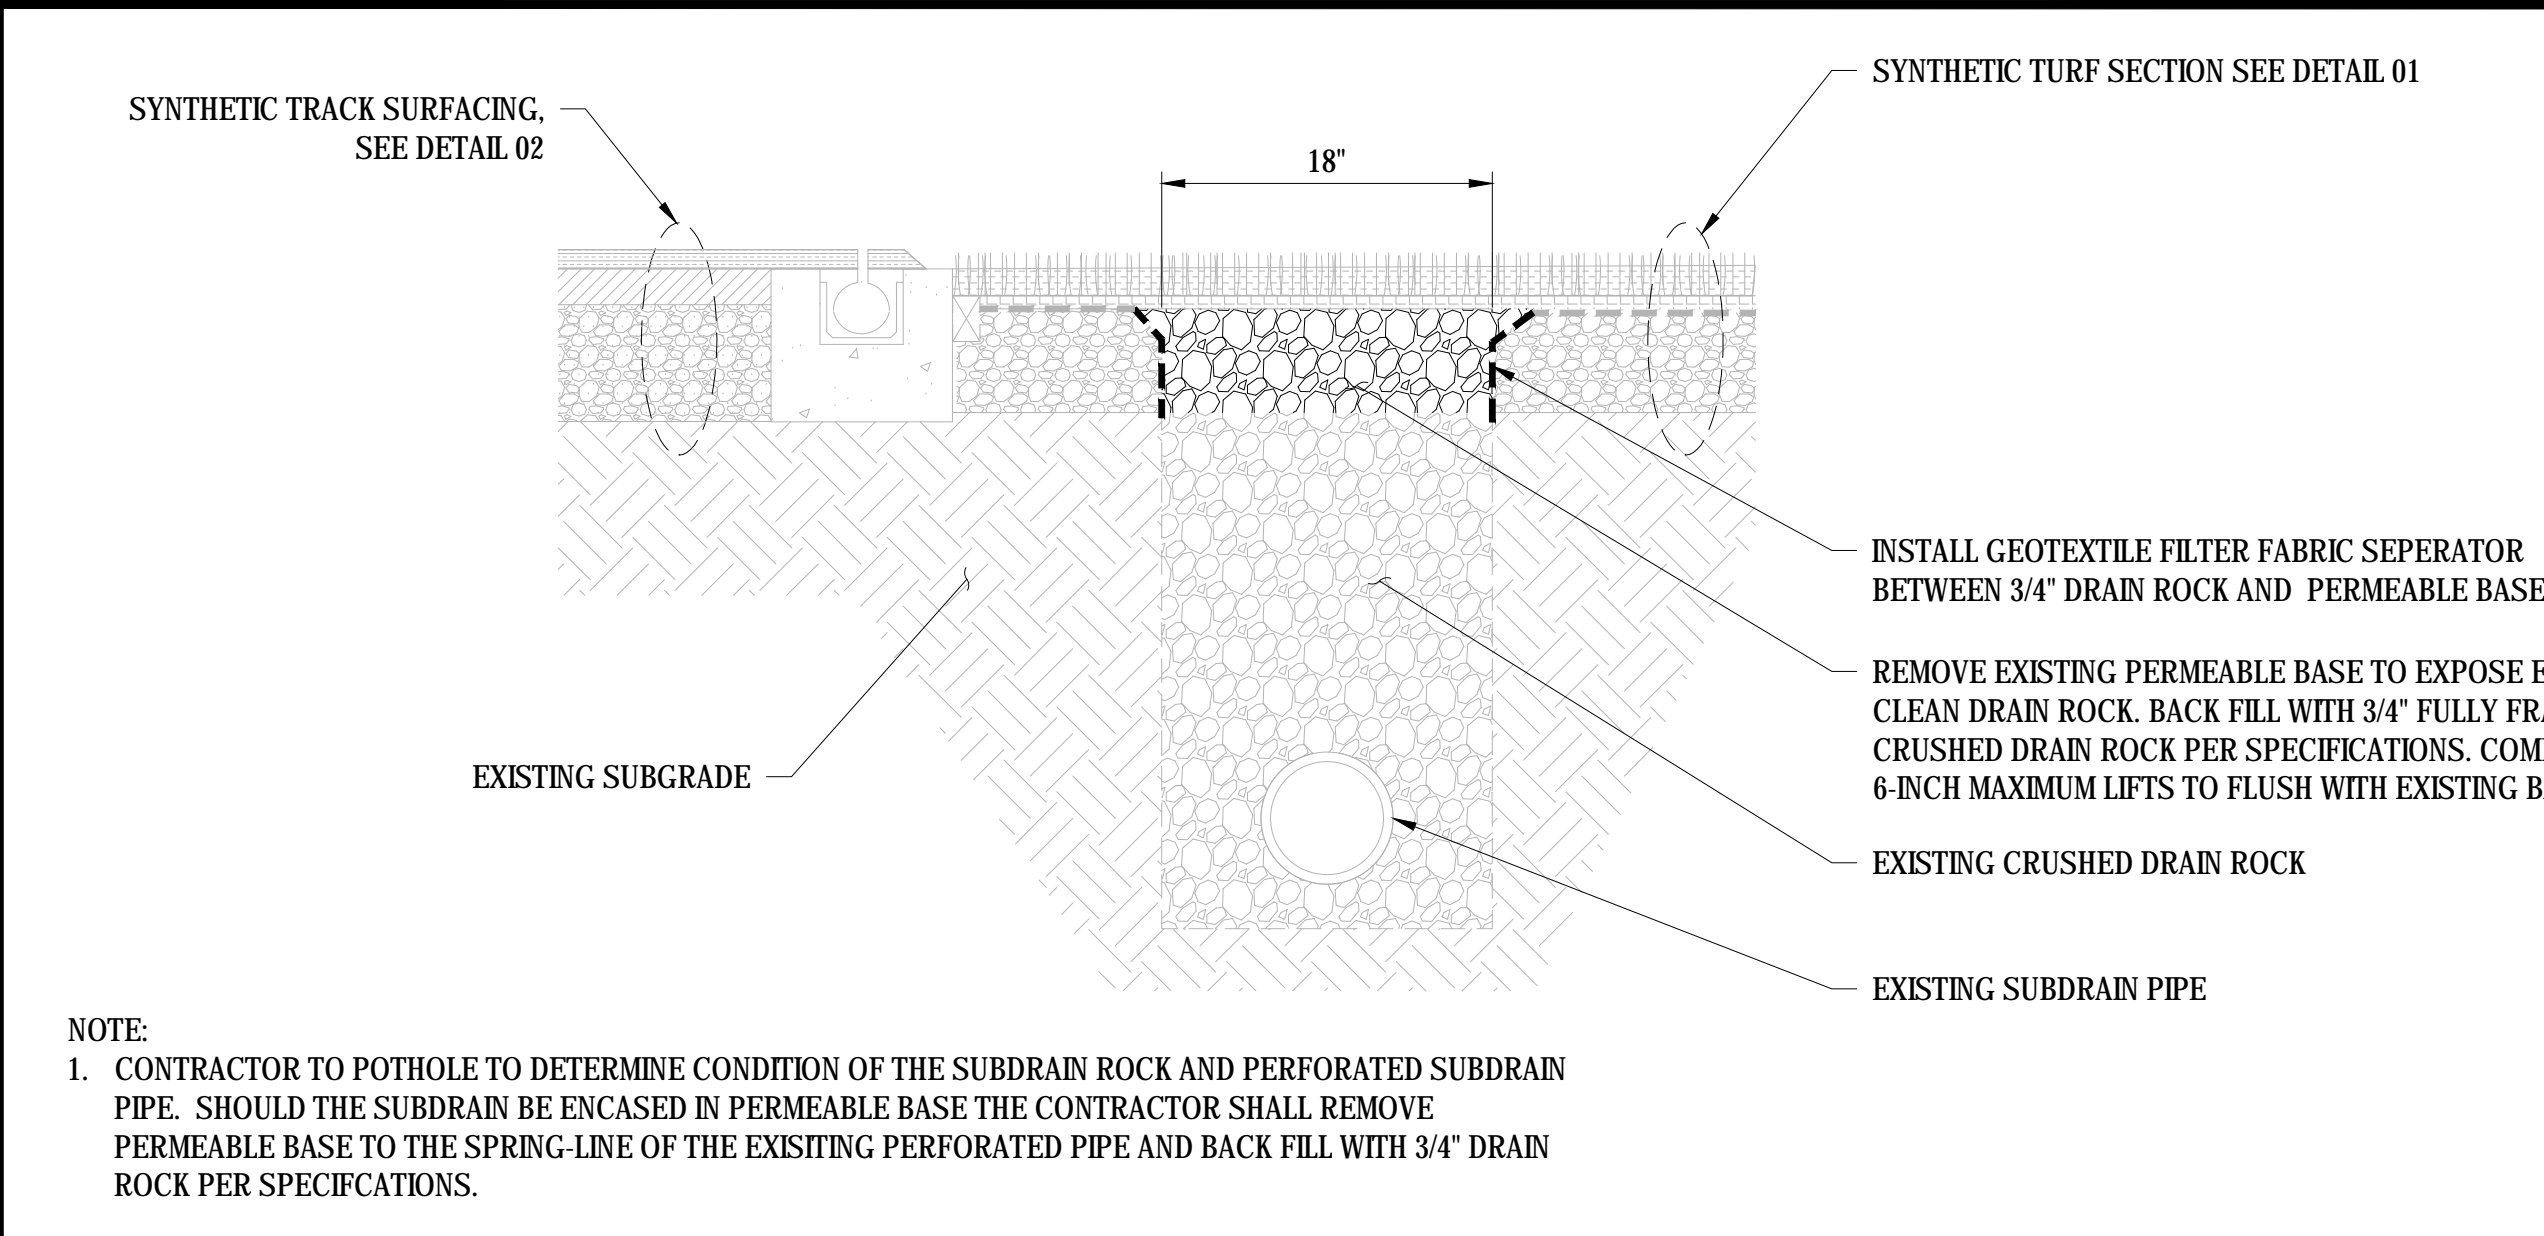 SYNTHETIC TRACK SURFACING,
SEE DETAIL 02
SYNTHETIC TURF SECTION SEE DETAIL 01
18"
INSTALL GEOTEXTILE FILTER FABRIC SEPERATOR
BETWEEN 3/4" DRAIN ROCK AND PERMEABLE BASE
REMOVE EXISTING PERMEABLE BASE TO EXPOSE
CLEAN DRAIN ROCK. BACK FILL WITH 3/4" FULLY
CRUSHED DRAIN ROCK PER SPECIFICATIONS.
6-INCH MAXIMUM LIFTS TO FLUSH WITH EXISTING
EXISTING SUBGRADE
EXISTING CRUSHED DRAIN ROCK
EXISTING SUBDRAIN PIPE
NOTE:
1. CONTRACTOR TO POTHOLE TO DETERMINE CONDITION OF THE SUBDRAIN ROCK AND PERFORATED SUBDRAIN
PIPE. SHOULD THE SUBDRAIN BE ENCASED IN PERMEABLE BASE THE CONTRACTOR SHALL REMOVE
PERMEABLE BASE TO THE SPRING-LINE OF THE EXISITING PERFORATED PIPE AND BACK FILL WITH 3/4" DRAIN
ROCK PER SPECIFCATIONS.